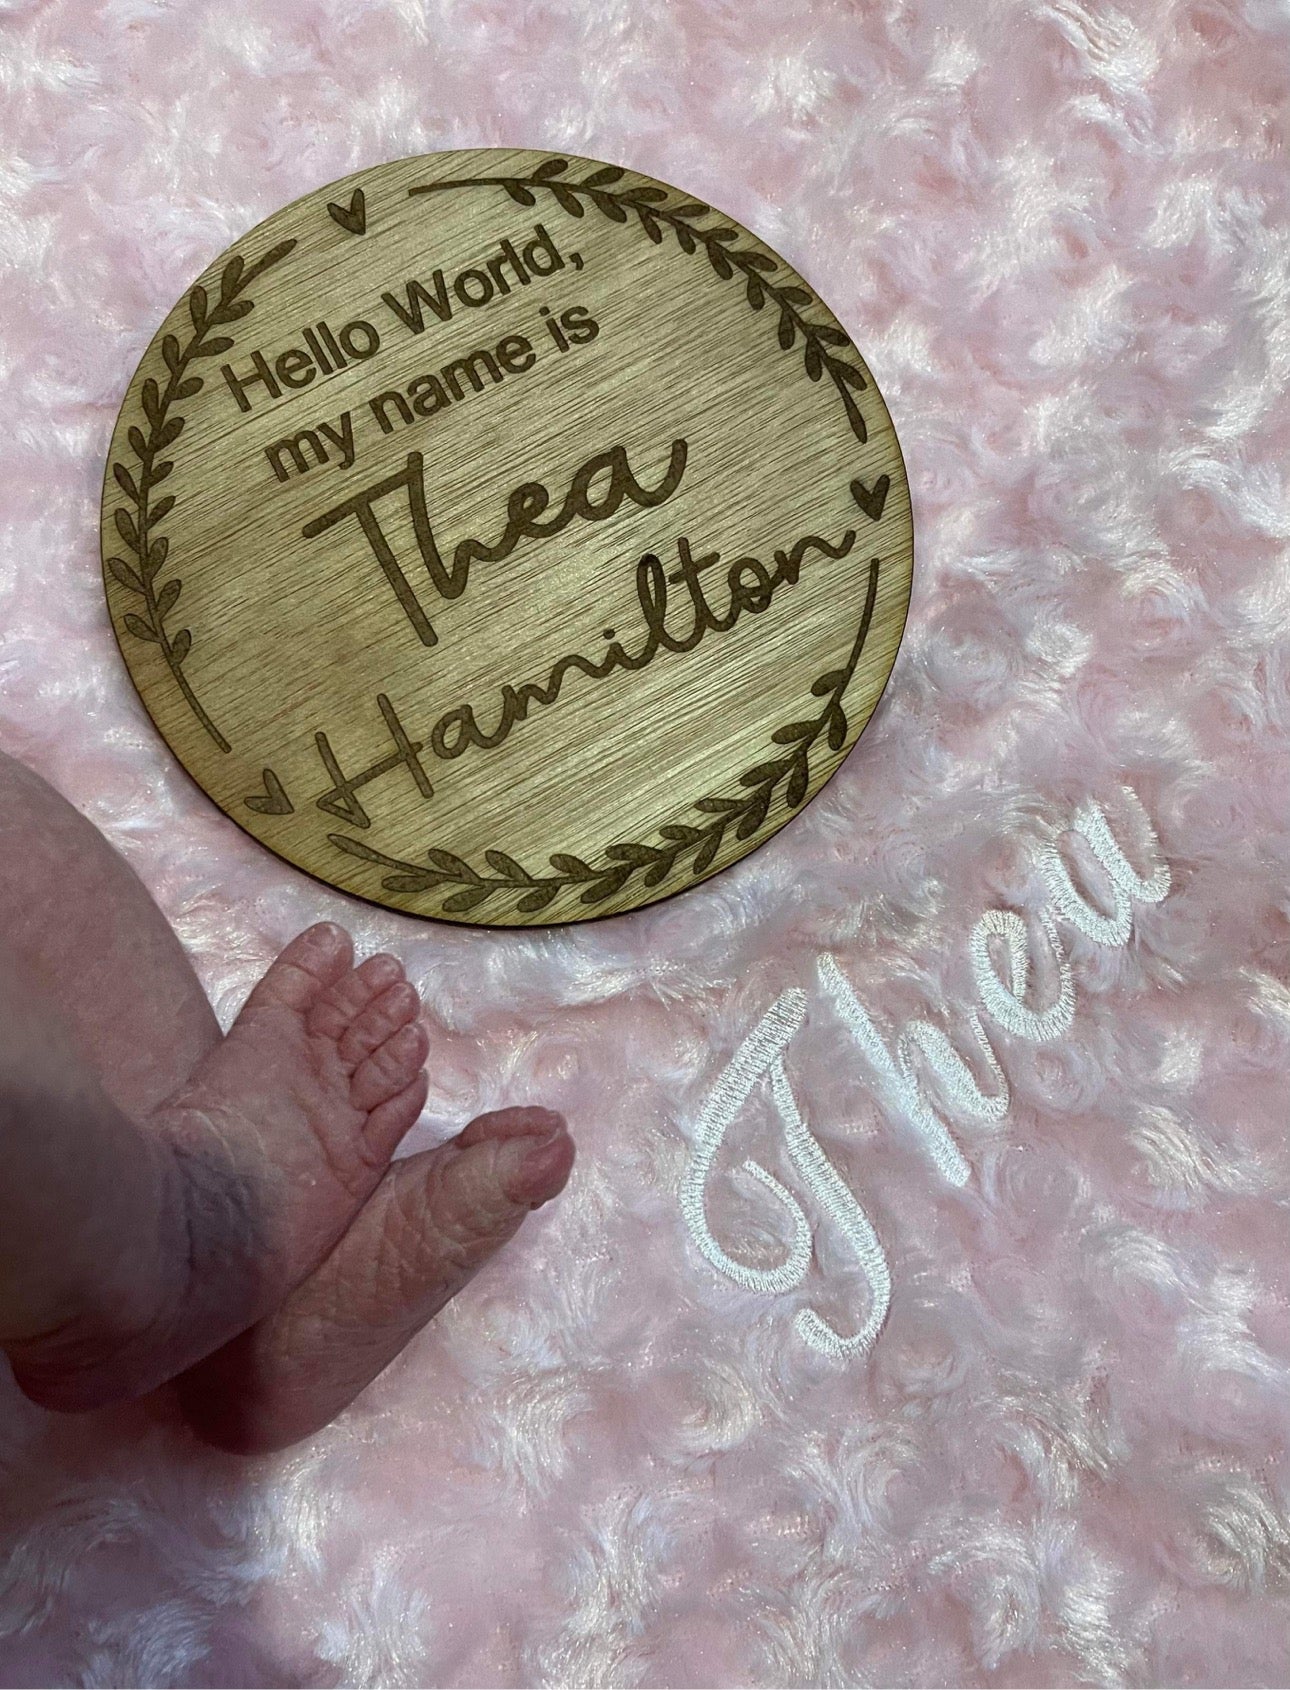 Hello World,
my name is
Thea
Hamilton
Thea